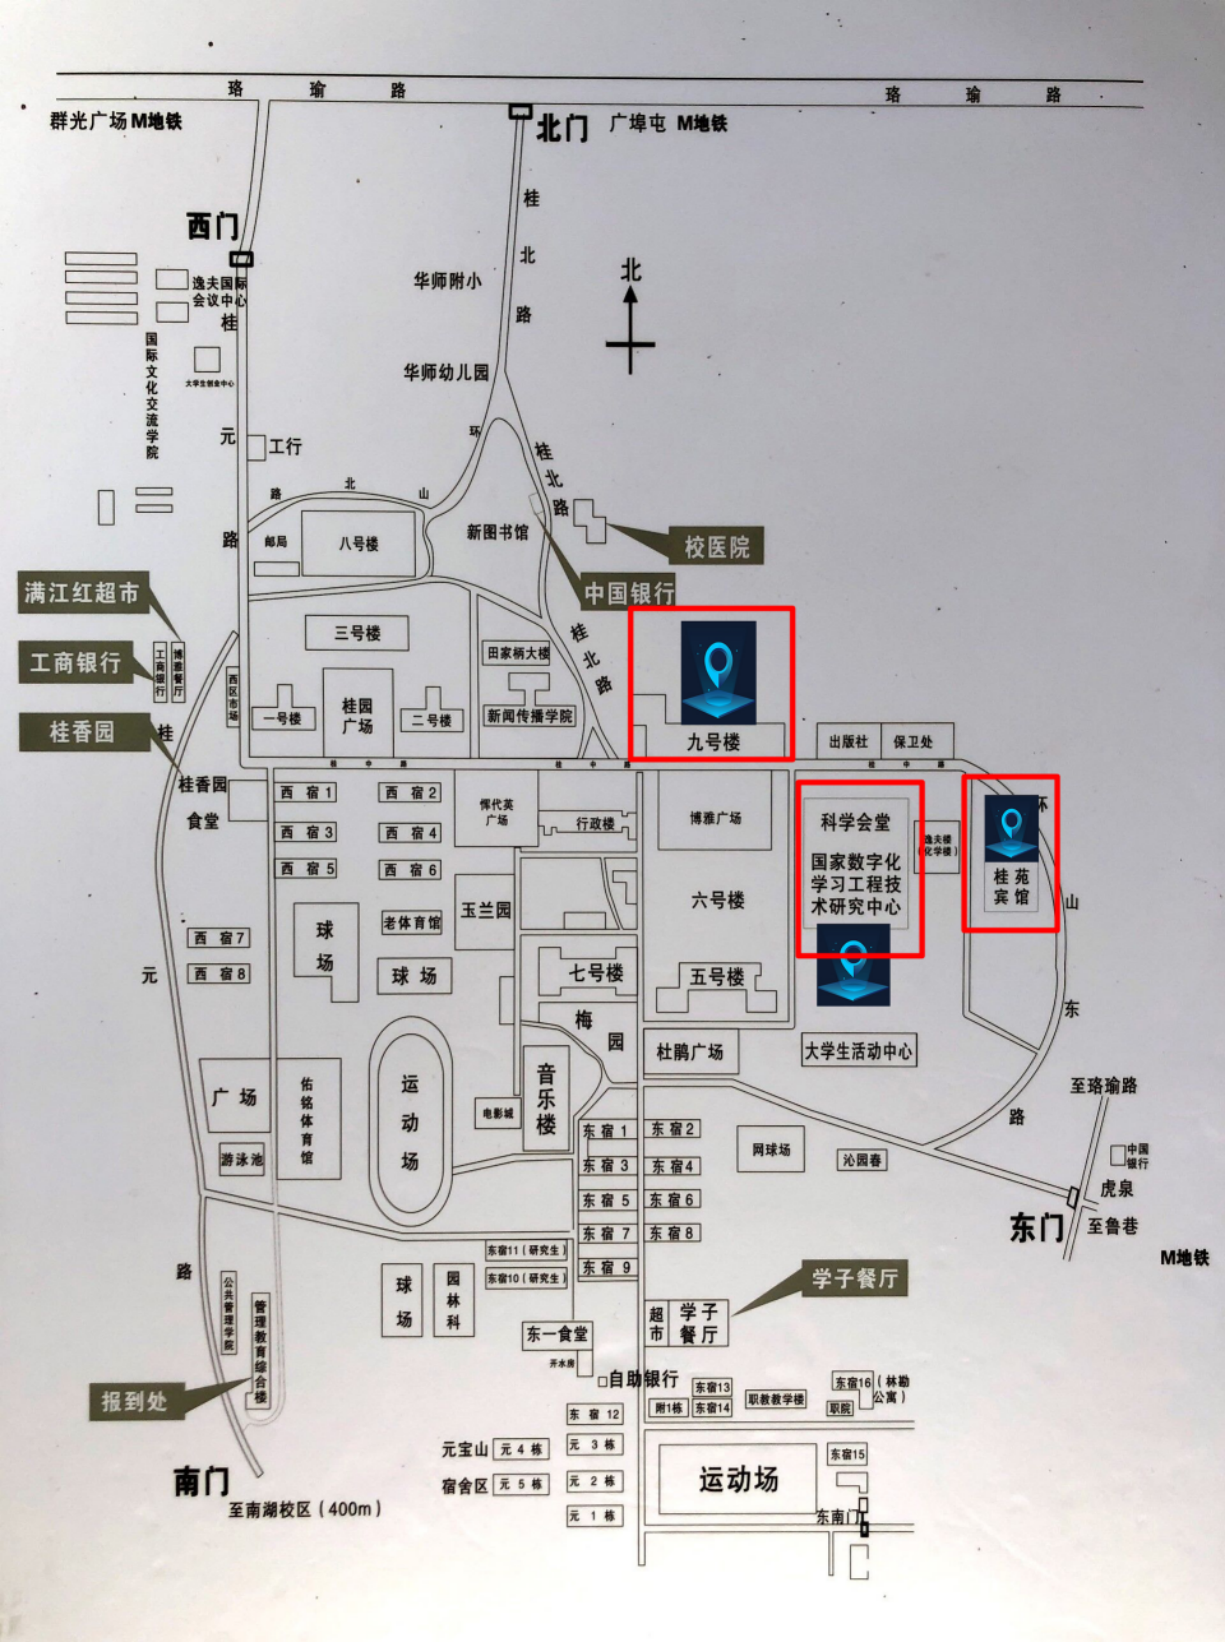 珞瑜路
珞瑜路
群光广场M地铁
北门
广埠屯 M地铁
西门
桂北路
北
华师附小
逸夫国际
会议中心
桂元路
国际文化交流学院
大学生创业中心
华师幼儿园
工行
环山北路
桂北路
新图书馆
邮局
八号楼
校医院
中国银行
满江红超市
工商银行
工商银行
博雅餐厅
桂香园
西区市场
三号楼
田家柄大楼
桂北路
一号楼
桂园
广场
二号楼
新闻传播学院
九号楼
出版社
保卫处
桂中路
桂中路
桂中路
桂香园
食堂
西宿1
西宿2
西宿3
西宿4
西宿5
西宿6
恽代英
广场
行政楼
博雅广场
科学会堂
国家数字化
学习工程技
术研究中心
逸夫楼
(化学楼)
桂苑
宾馆
环山东路
六号楼
玉兰园
老体育馆
球场
球场
西宿7
西宿8
七号楼
五号楼
桂元路
梅园
杜鹃广场
大学生活动中心
广场
佑铭体育馆
运动场
音乐楼
电影城
游泳池
东宿1
东宿2
东宿3
东宿4
东宿5
东宿6
东宿7
东宿8
东宿9
网球场
沁园春
至珞瑜路
中国
银行
虎泉
东门
至鲁巷
M地铁
东宿11(研究生)
东宿10(研究生)
公共管理学院
管理教育综合楼
球场
园林科
东一食堂
开水房
超市
学子
餐厅
学子餐厅
自助银行
报到处
东宿13
附1栋
东宿14
职教教学楼
东宿16(林勘
公寓)
职院
东宿12
元宝山
宿舍区
元4栋
元3栋
元5栋
元2栋
元1栋
运动场
东宿15
东南门
南门
至南湖校区(400m)